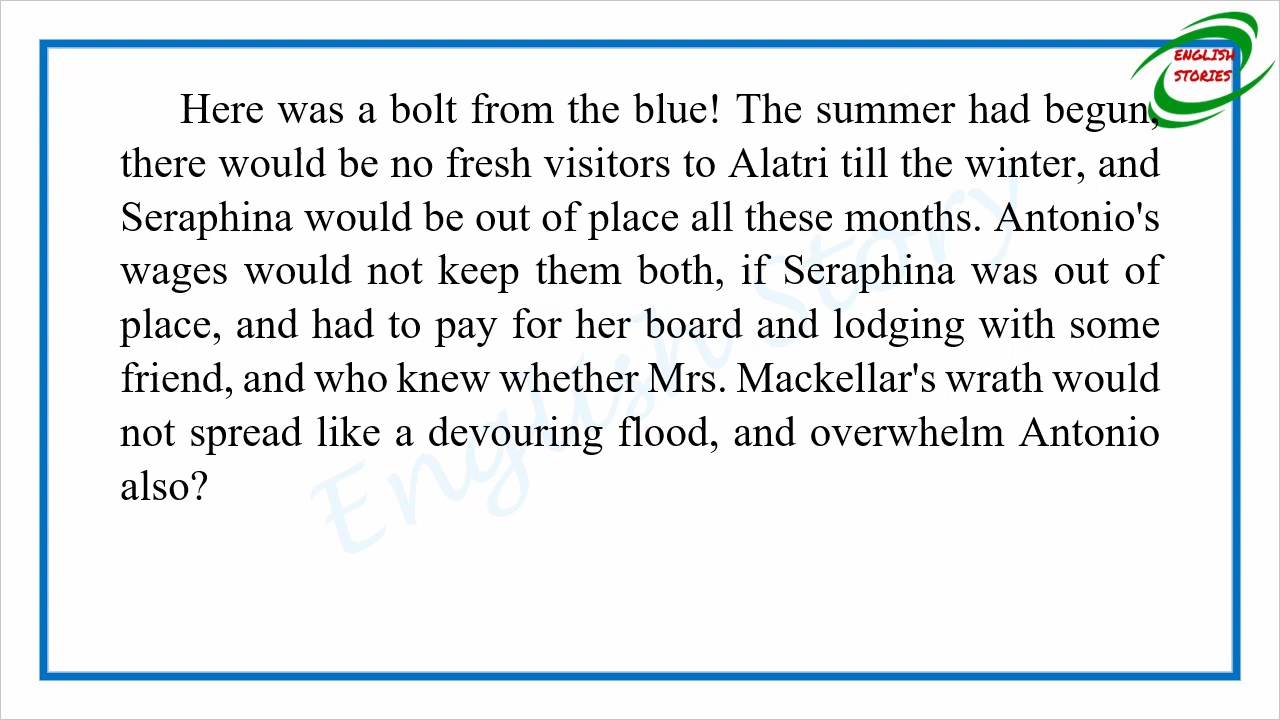 ENGLISH
STORIES
Here was a bolt from the blue! The summer had begun,
there would be no fresh visitors to Alatri till the winter, and
Seraphina would be out of place all these months. Antonio's
wages would not keep them both, if Seraphina was out of
place, and had to pay for her board and lodging with some
friend, and who knew whether Mrs. Mackellar's wrath would
not spread like a devouring flood, and overwhelm Antonio
also?
English Story